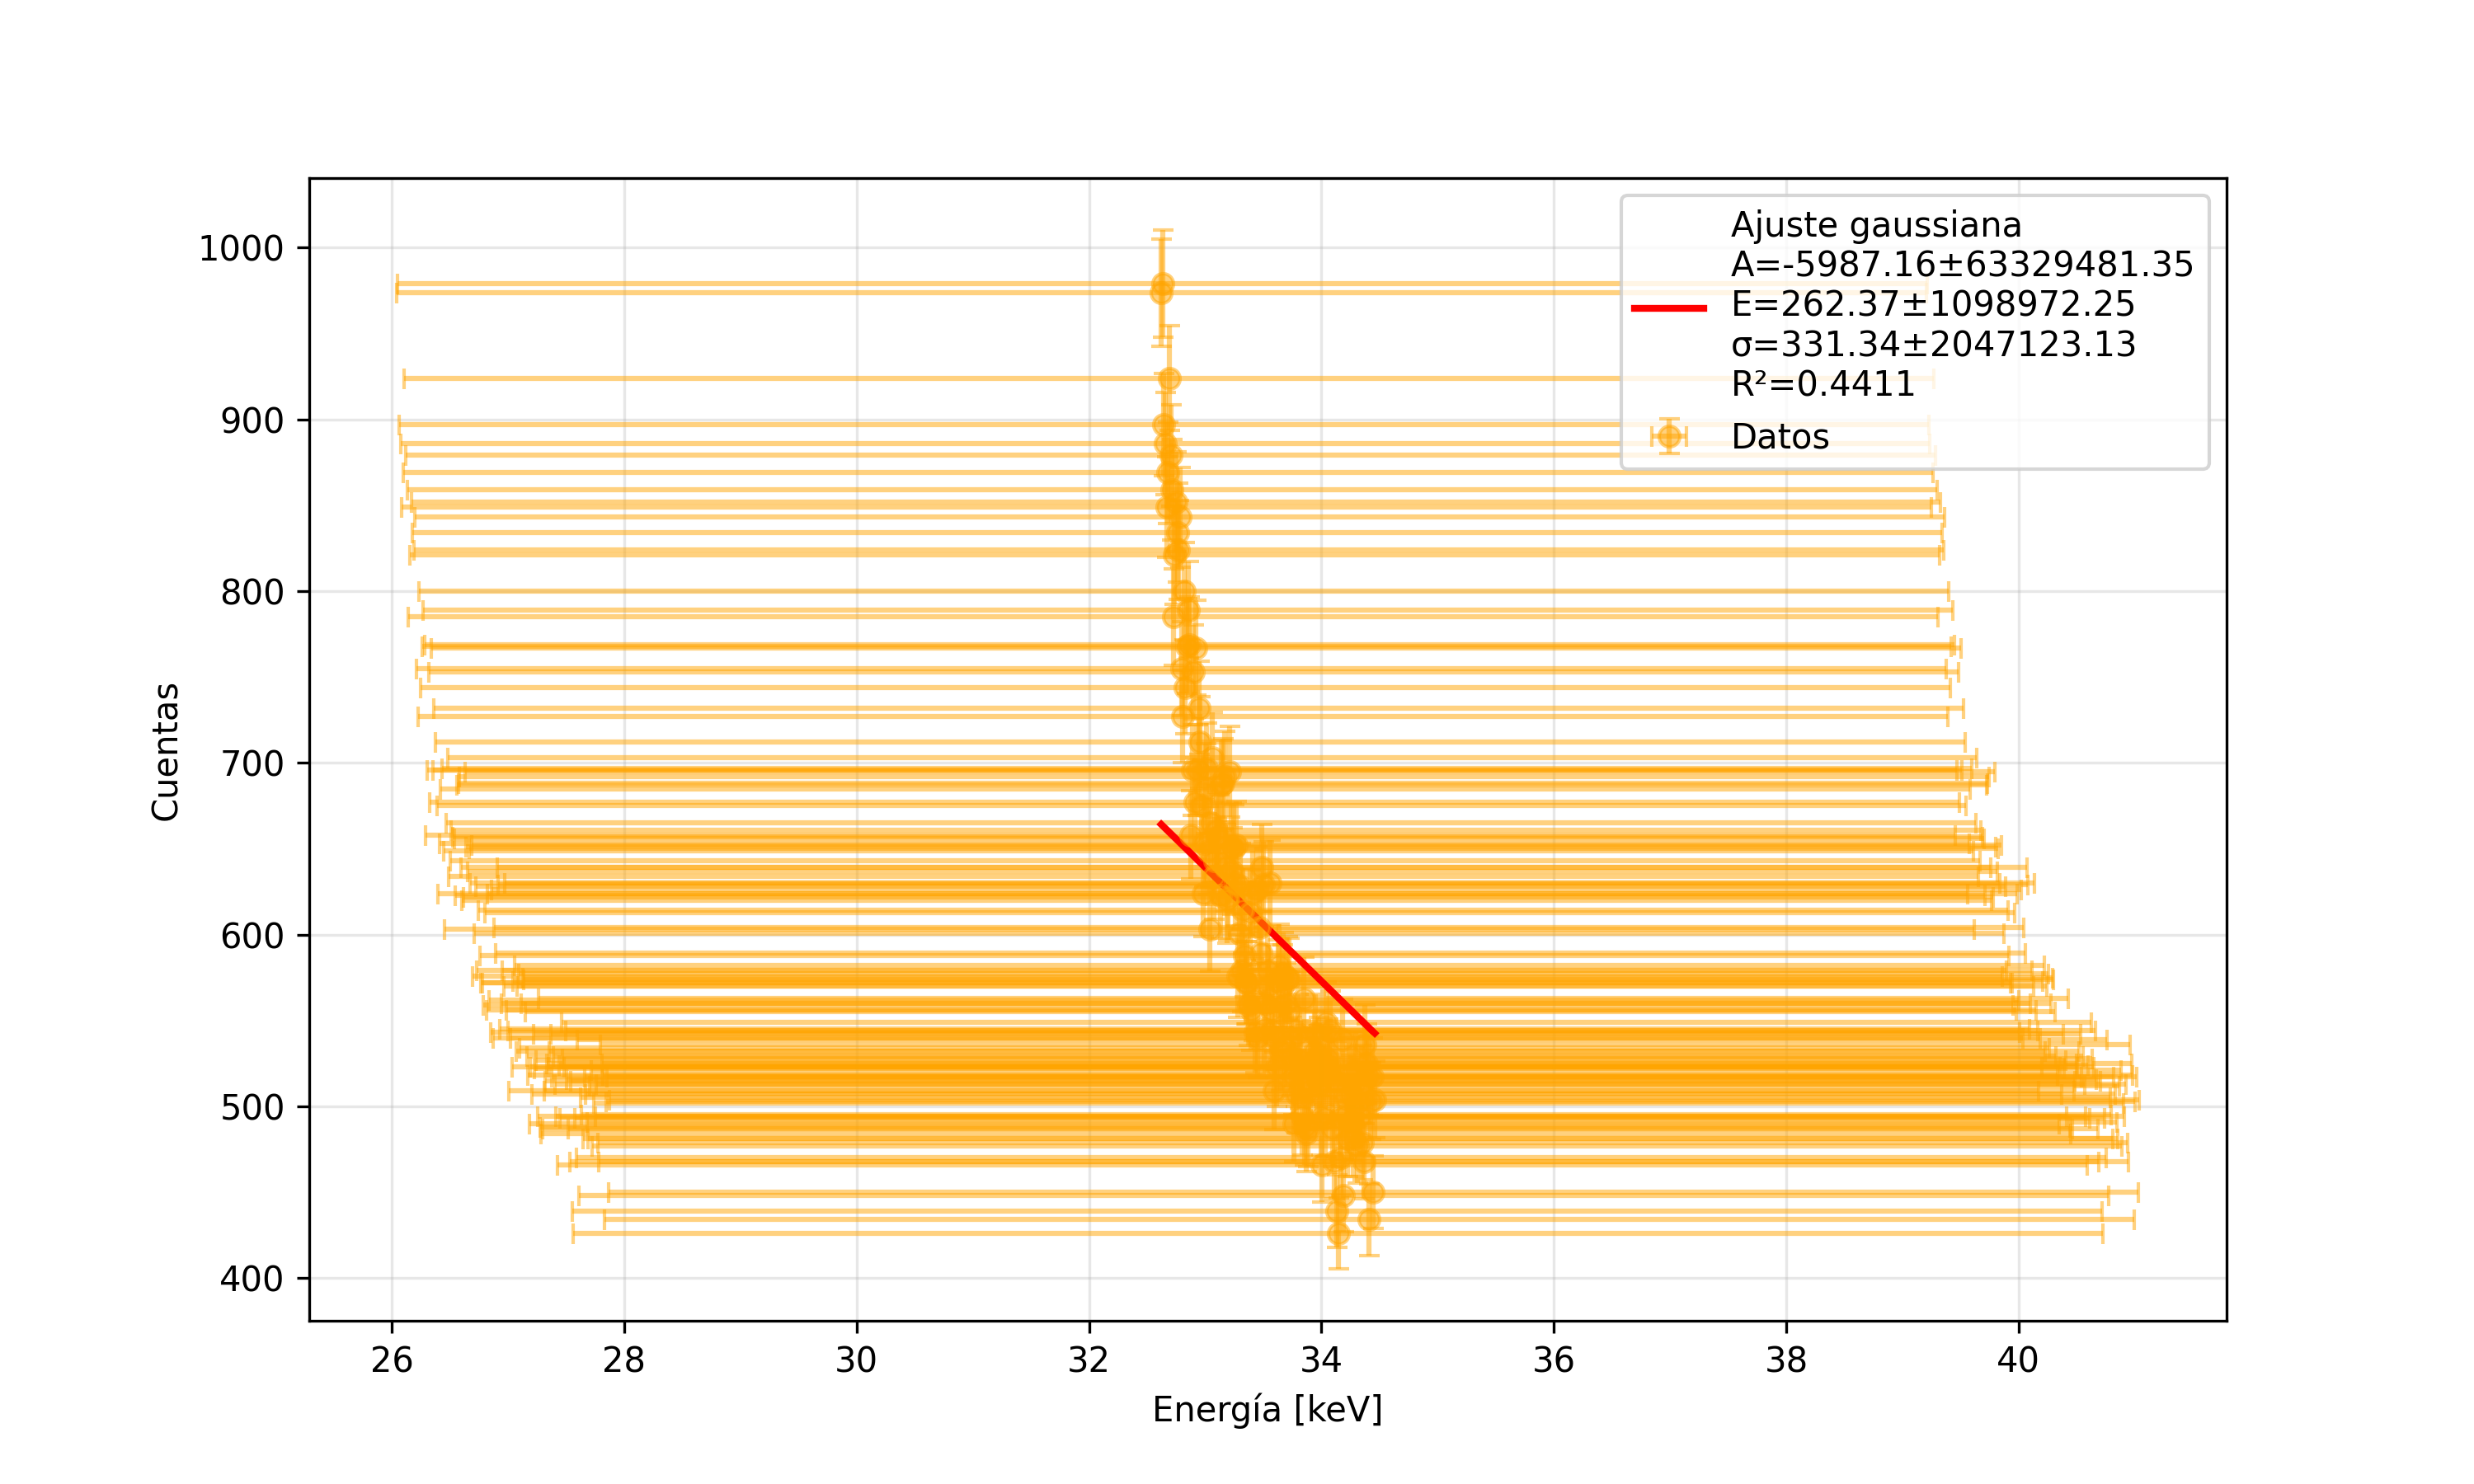 Ajuste gaussiana
A=-5987.16±63329481.35
E=262.37±1098972.25
σ=331.34±2047123.13
R²=0.4411
Datos
1000
900
800
700
600
500
400
Cuentas
26 28 30 32 34 36 38 40
Energía [keV]